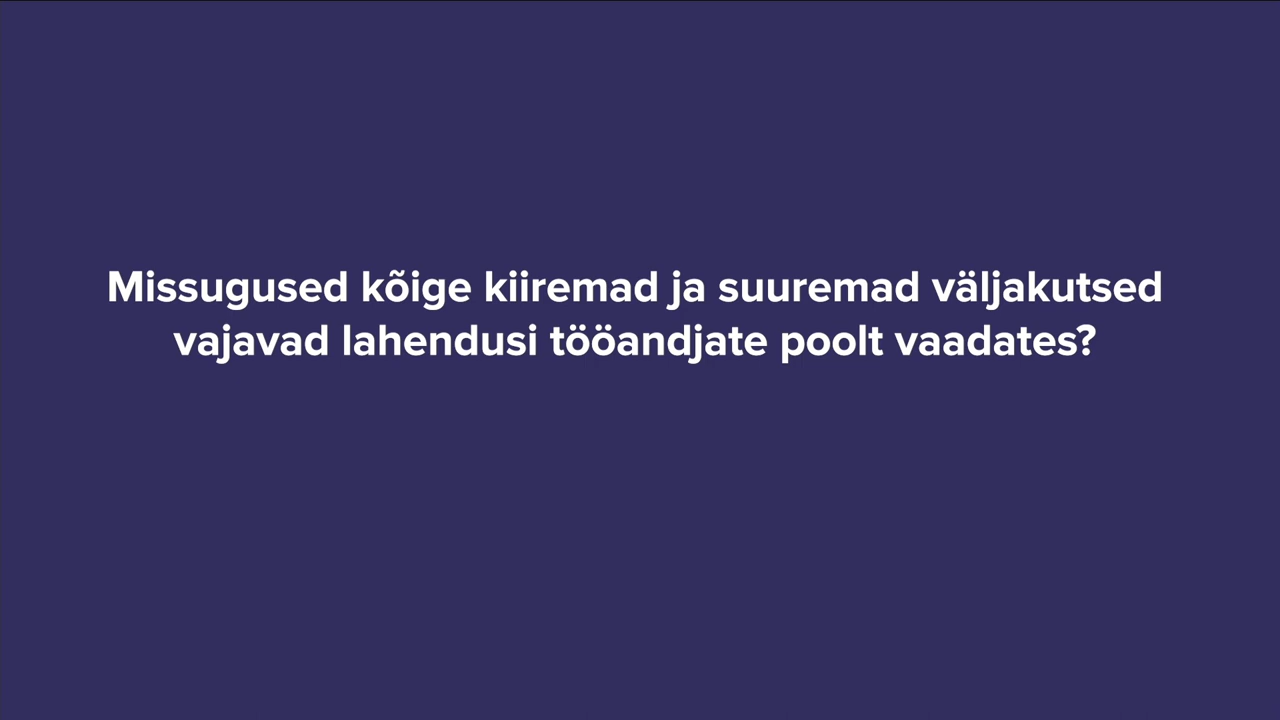 Missugused kõige kiiremad ja suuremad väljakutsed
vajavad lahendusi tööandjate poolt vaadates?